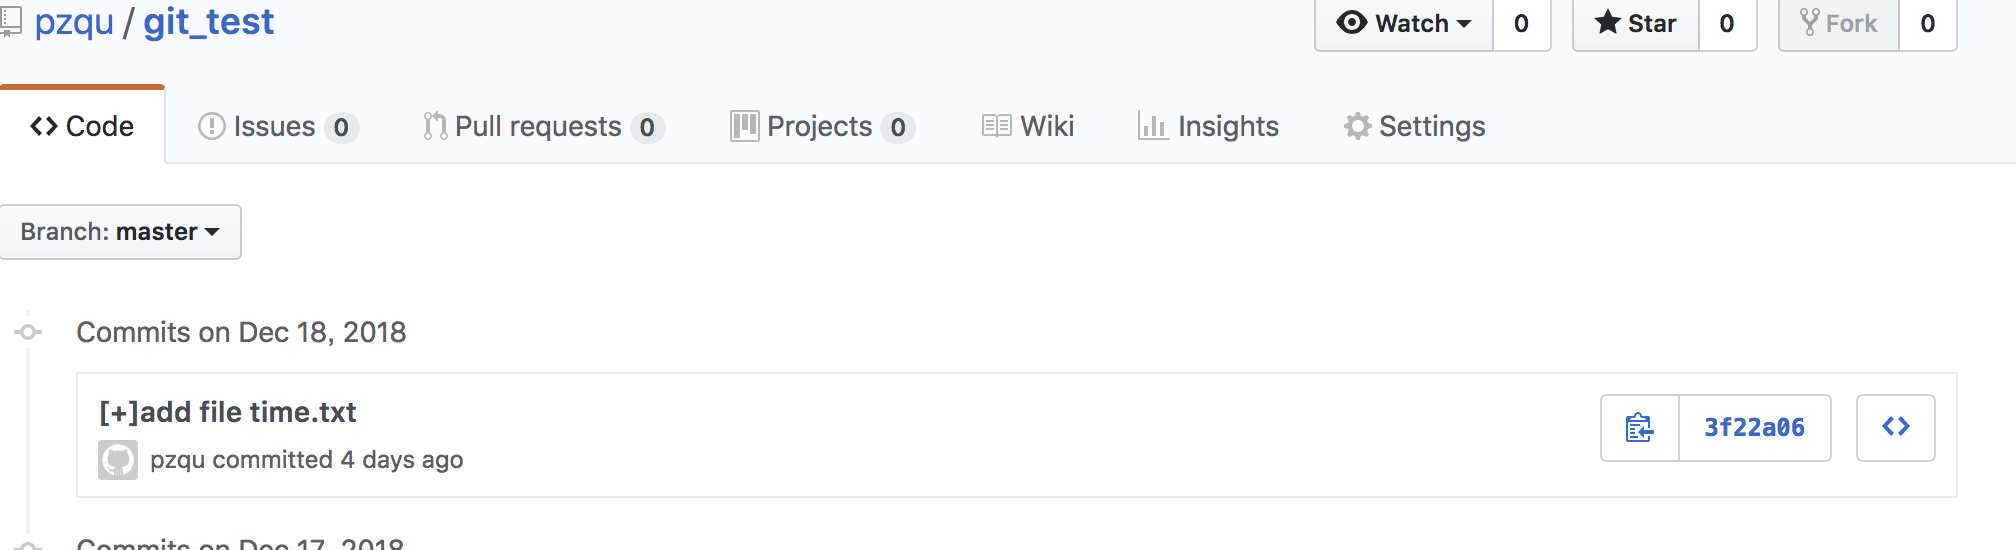 pzqu / git_test
Watch 0 Star 0 Fork 0
<> Code Issues 0 Pull requests 0 Projects 0 Wiki Insights Settings
Branch: master
Commits on Dec 18, 2018
[+]add file time.txt
pzqu committed 4 days ago
3f22a06
<>
Commits on Dec 17, 2018